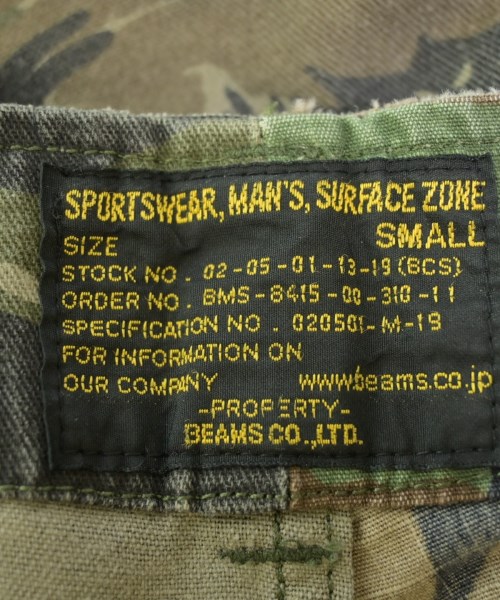 SPORTSWEAR, MAN'S, SURFACE ZONE
SIZE SMALL
STOCK NO. 02-05-01-13-19 (BCS)
ORDER NO. BMS-8415-00-310-11
SPECIFICATION NO. 020501-M-19
FOR INFORMATION ON
OUR COMPANY www.beams.co.jp
-PROPERTY-
BEAMS CO.,LTD.